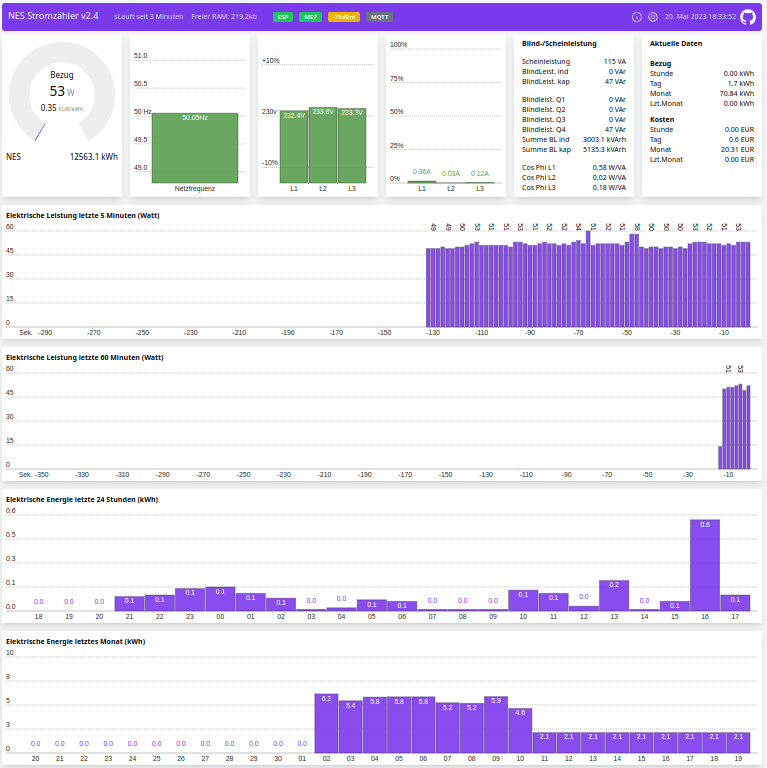 NES Stromzähler v2.4
sLauft seit 3 Minuten Freier RAM: 219.2kb
ESP MEP -75dBm MQTT
20. Mai 2023 18:33:52
Bezug
53 W
0.35 EUR/kWh
NES 12563.1 kWh
51.0
50.5
50 Hz
49.5
49.0
50.05Hz
Netzfrequenz
+10%
230v
-10%
232.4V 233.8V 233.3V
L1 L2 L3
100%
75%
50%
25%
0%
0.36A 0.03A 0.12A
L1 L2 L3
Blind-/Scheinleistung
Scheinleistung 115 VA
BlindLeist. ind 0 VAr
BlindLeist. kap 47 VAr
Blindleist. Q1 0 VAr
Blindleist. Q2 0 VAr
Blindleist. Q3 0 VAr
Blindleist. Q4 47 VAr
Summe BL ind 3003.1 kVArh
Summe BL kap 5135.3 kVArh
Cos Phi L1 0.58 W/VA
Cos Phi L2 0.02 W/VA
Cos Phi L3 0.18 W/VA
Aktuelle Daten
Bezug
Stunde 0.00 kWh
Tag 1.7 kWh
Monat 70.84 kWh
Lzt.Monat 0.00 kWh
Kosten
Stunde 0.00 EUR
Tag 0.6 EUR
Monat 20.31 EUR
Lzt.Monat 0.00 EUR
Elektrische Leistung letzte 5 Minuten (Watt)
60
45
30
15
0
49 49 50 53 51 51 53 51 52 52 54 51 52 58 50 50 50 53 52 51 53
Sek. -290 -270 -250 -230 -210 -190 -170 -150 -130 -110 -90 -70 -50 -30 -10
Elektrische Leistung letzte 60 Minuten (Watt)
60
45
30
15
0
51 53
Sek. -350 -330 -310 -290 -270 -250 -230 -210 -190 -170 -150 -130 -110 -90 -70 -50 -30 -10
Elektrische Energie letzte 24 Stunden (kWh)
0.6
0.5
0.3
0.1
0.0
0.0 0.0 0.0 0.1 0.1 0.1 0.1 0.1 0.1 0.0 0.0 0.1 0.1 0.0 0.0 0.0 0.1 0.1 0.0 0.2 0.0 0.1 0.6 0.1
18 19 20 21 22 23 00 01 02 03 04 05 06 07 08 09 10 11 12 13 14 15 16 17
Elektrische Energie letztes Monat (kWh)
10
8
5
3
0
0.0 0.0 0.0 0.0 0.0 0.0 0.0 0.0 0.0 0.0 0.0 0.0 6.2 5.4 5.8 5.8 5.8 5.2 5.2 5.9 4.6 2.1 2.1 2.1 2.1 2.1 2.1 2.1 2.1 2.1
20 21 22 23 24 25 26 27 28 29 30 01 02 03 04 05 06 07 08 09 10 11 12 13 14 15 16 17 18 19